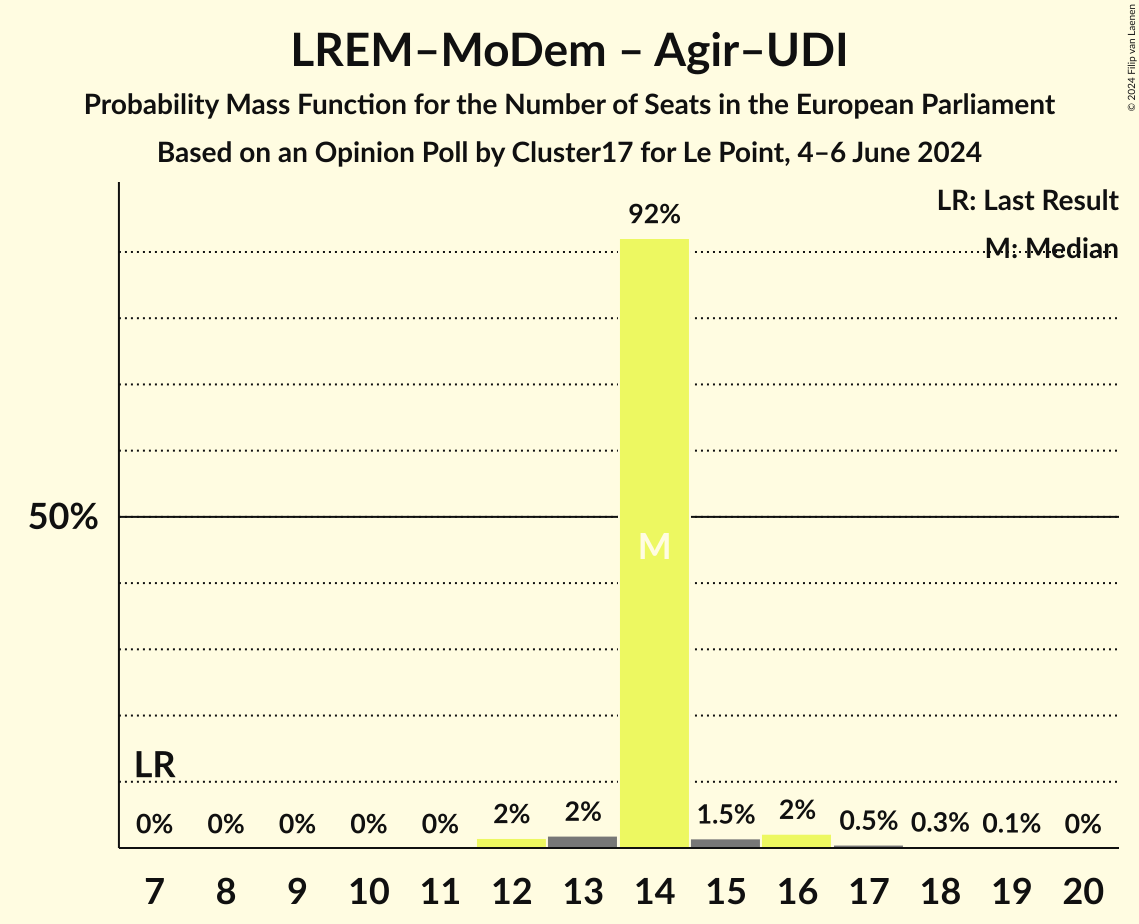 LREM–MoDem – Agir–UDI
Probability Mass Function for the Number of Seats in the European Parliament
Based on an Opinion Poll by Cluster17 for Le Point, 4–6 June 2024
© 2024 Filip van Laenen
LR: Last Result
M: Median
92%
50%
M
LR
0% 0% 0% 0% 0% 2% 2% 1.5% 2% 0.5% 0.3% 0.1% 0%
7 8 9 10 11 12 13 14 15 16 17 18 19 20